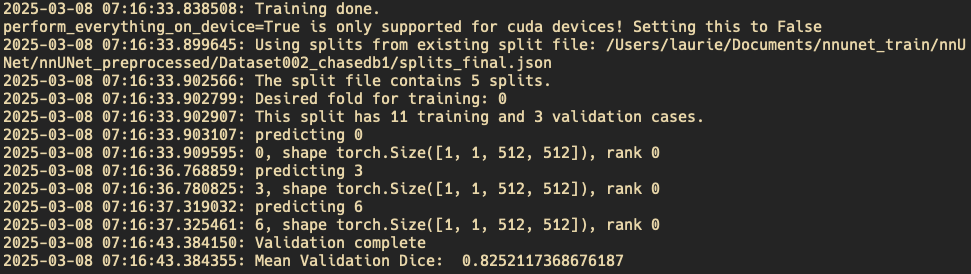 2025-03-08 07:16:33.838508: Training done.
perform_everything_on_device=True is only supported for cuda devices! Setting this to False
2025-03-08 07:16:33.899645: Using splits from existing split file: /Users/laurie/Documents/nnunet_train/nnU
Net/nnUNet_preprocessed/Dataset002_chasedb1/splits_final.json
2025-03-08 07:16:33.902566: The split file contains 5 splits.
2025-03-08 07:16:33.902799: Desired fold for training: 0
2025-03-08 07:16:33.902907: This split has 11 training and 3 validation cases.
2025-03-08 07:16:33.903107: predicting 0
2025-03-08 07:16:33.909595: 0, shape torch.Size([1, 1, 512, 512]), rank 0
2025-03-08 07:16:36.768859: predicting 3
2025-03-08 07:16:36.780825: 3, shape torch.Size([1, 1, 512, 512]), rank 0
2025-03-08 07:16:37.319032: predicting 6
2025-03-08 07:16:37.325461: 6, shape torch.Size([1, 1, 512, 512]), rank 0
2025-03-08 07:16:43.384150: Validation complete
2025-03-08 07:16:43.384355: Mean Validation Dice:  0.8252117368676187